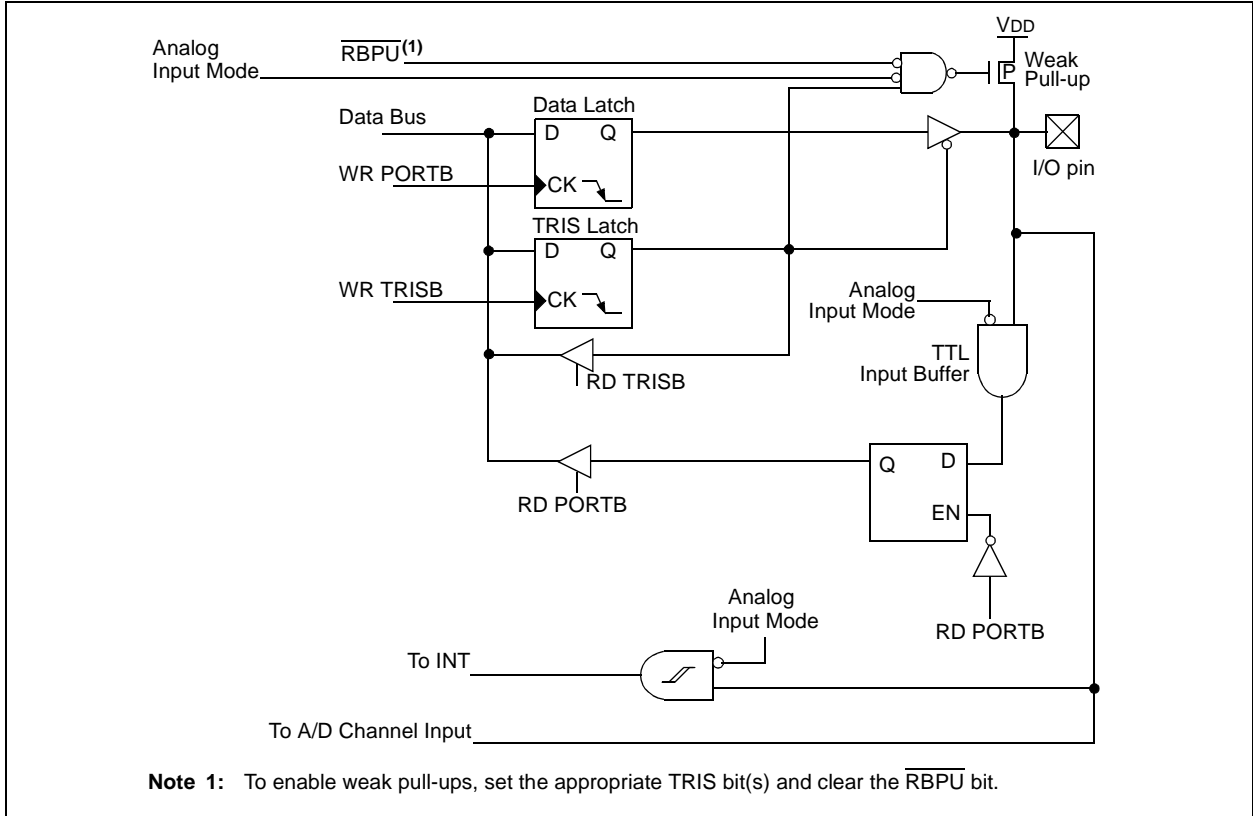 VDD
Analog
Input Mode
RBPU(1)
Weak
Pull-up
P
Data Bus
Data Latch
D Q
I/O pin
WR PORTB
CK
TRIS Latch
D Q
WR TRISB
CK
Analog
Input Mode
TTL
Input Buffer
RD TRISB
Q D
EN
RD PORTB
Analog
Input Mode
RD PORTB
To INT
To A/D Channel Input
Note 1: To enable weak pull-ups, set the appropriate TRIS bit(s) and clear the RBPU bit.